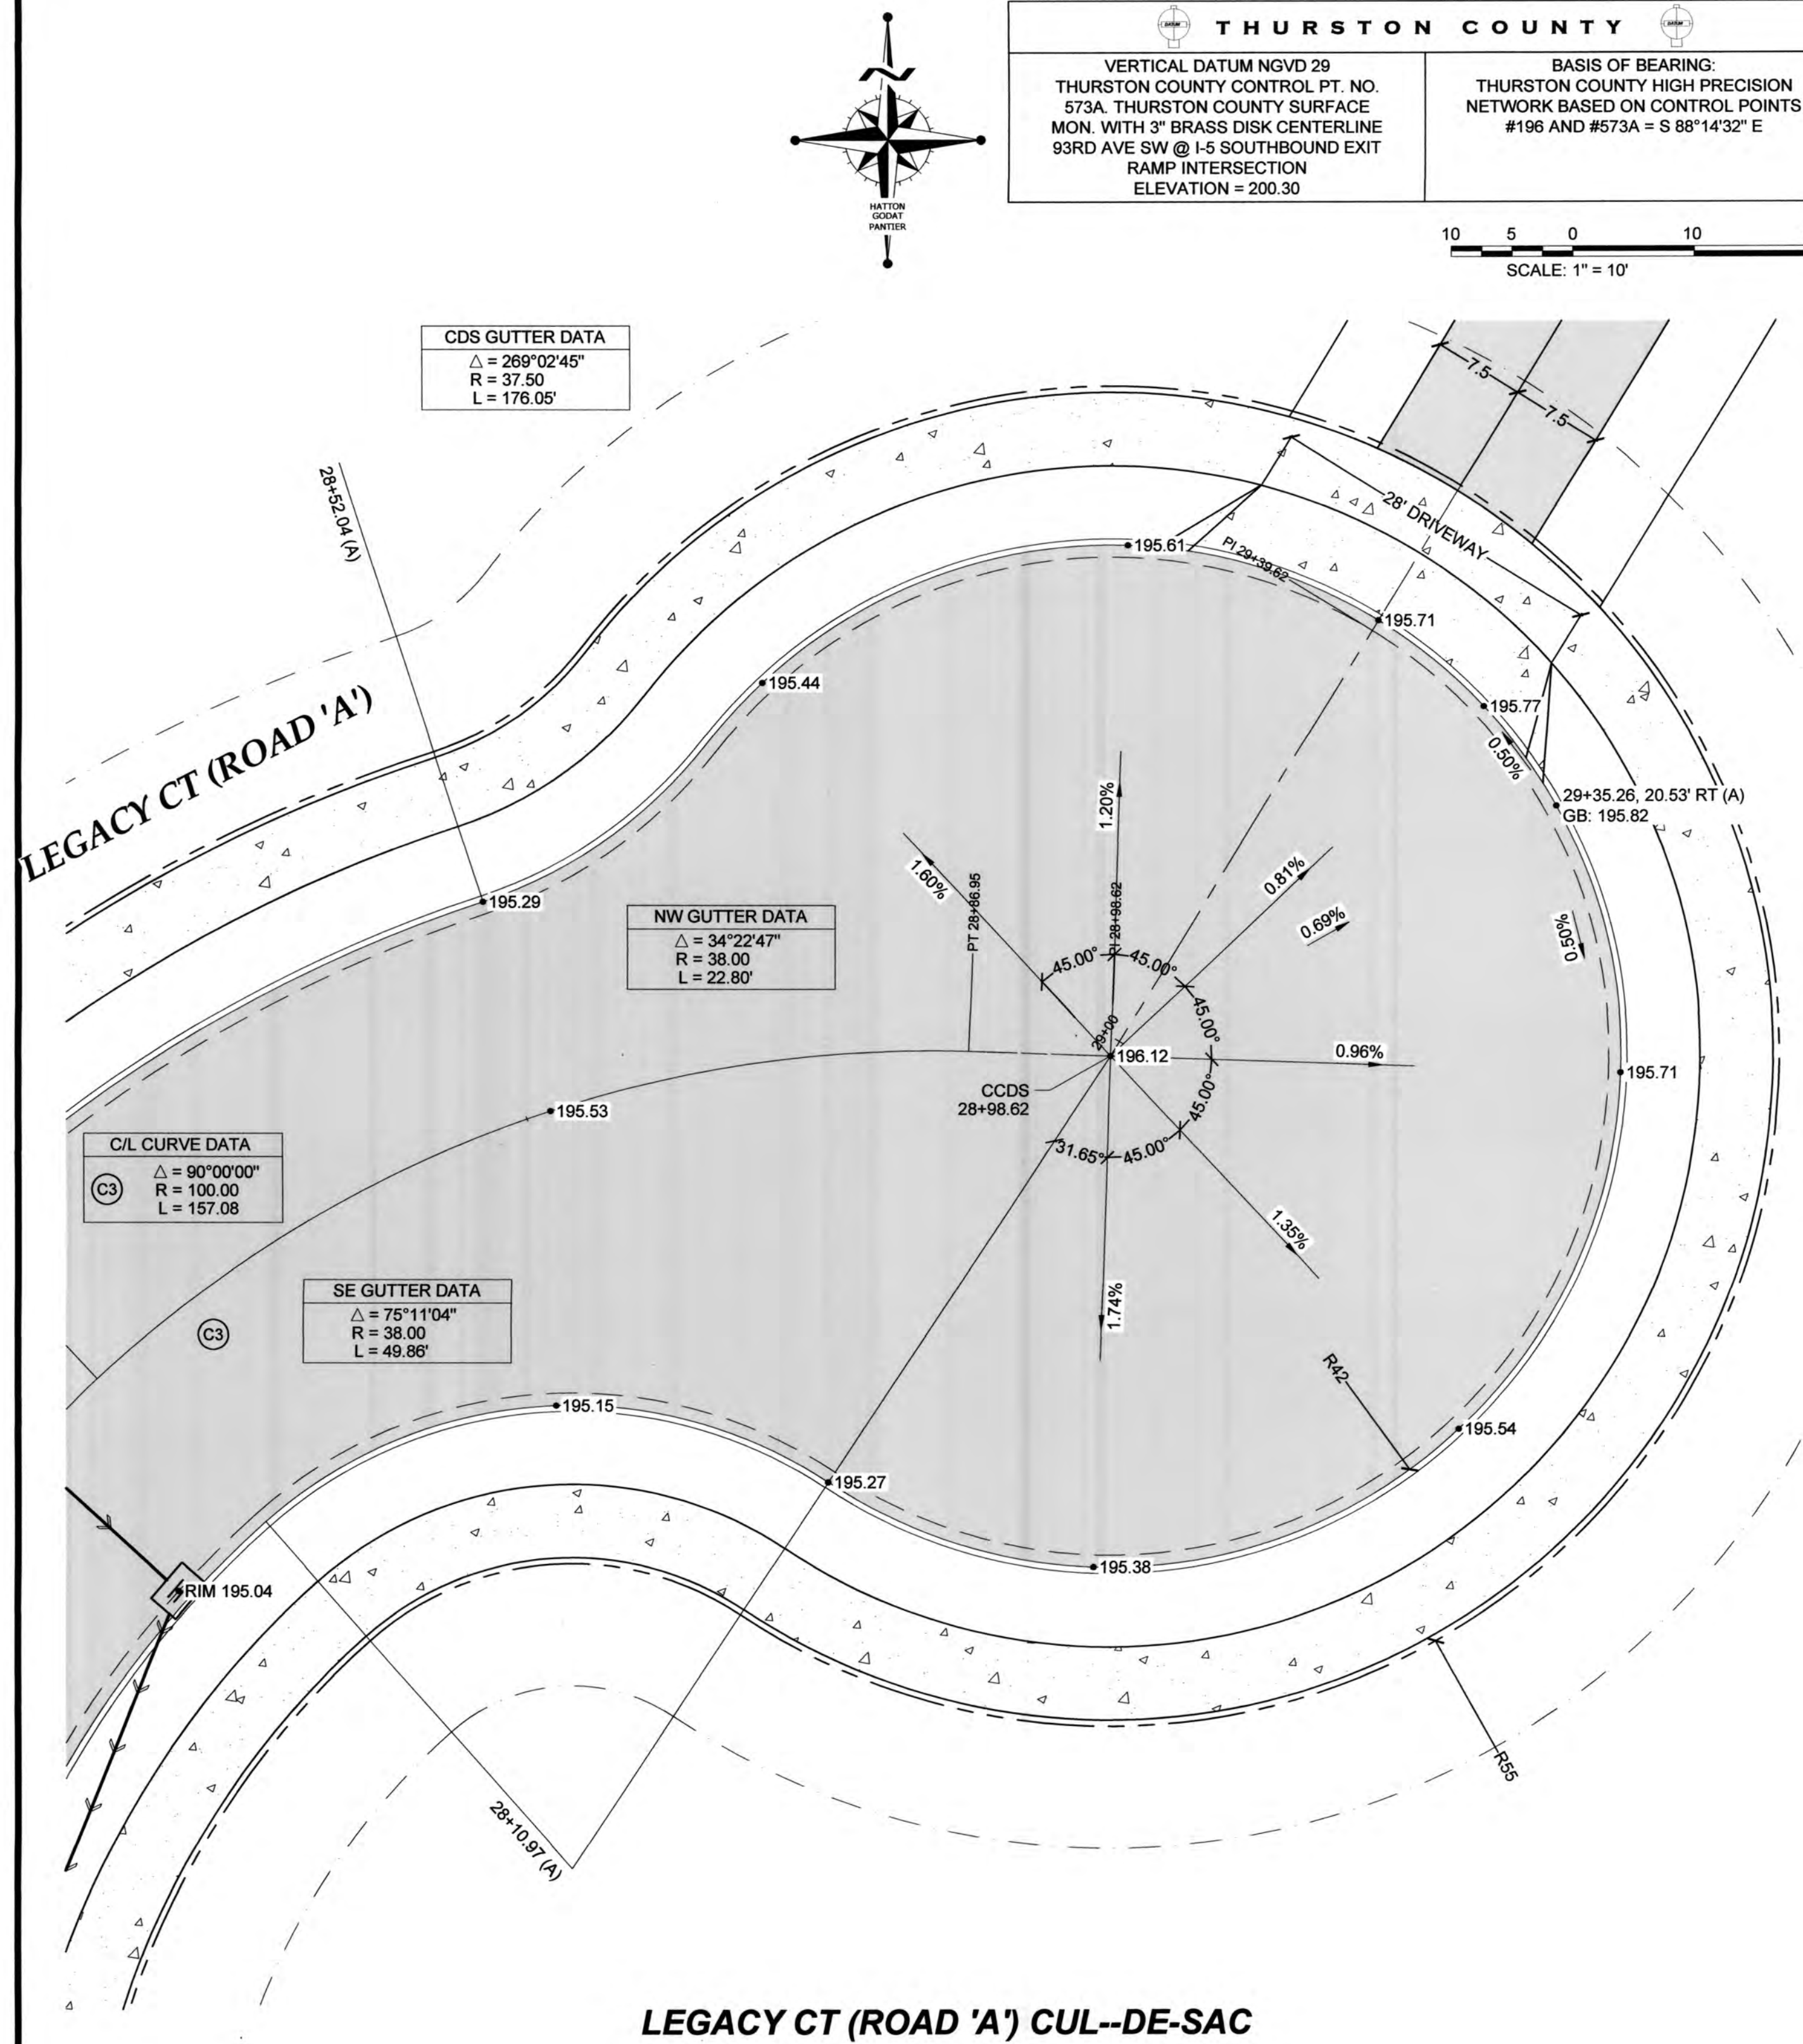 THURSTON COUNTY
DATUM
DATUM
VERTICAL DATUM NGVD 29
THURSTON COUNTY CONTROL PT. NO.
573A. THURSTON COUNTY SURFACE
MON. WITH 3" BRASS DISK CENTERLINE
93RD AVE SW @ I-5 SOUTHBOUND EXIT
RAMP INTERSECTION
ELEVATION = 200.30
BASIS OF BEARING:
THURSTON COUNTY HIGH PRECISION
NETWORK BASED ON CONTROL POINTS
#196 AND #573A = S 88°14'32" E
HATTON
GODAT
PANTIER
10 5 0 10
SCALE: 1" = 10'
CDS GUTTER DATA
△ = 269°02'45"
R = 37.50
L = 176.05'
7.5
7.5
28+52.04 (A)
28' DRIVEWAY
195.61
PI 29+39.62
195.71
195.44
195.77
0.50%
LEGACY CT (ROAD 'A')
29+35.26, 20.53' RT (A)
GB: 195.82
1.20%
1.60%
0.81%
0.69%
0.50%
195.29
NW GUTTER DATA
△ = 34°22'47"
R = 38.00
L = 22.80'
PT 28+86.95
PI 28+98.62
45.00°
45.00°
45.00°
29+00
196.12
0.96%
195.71
CCDS
28+98.62
45.00°
45.00°
31.65°
195.53
C/L CURVE DATA
C3
△ = 90°00'00"
R = 100.00
L = 157.08
1.35%
1.74%
SE GUTTER DATA
△ = 75°11'04"
R = 38.00
L = 49.86'
C3
R42
195.15
195.54
195.27
195.38
RIM 195.04
R55
28+10.97 (A)
LEGACY CT (ROAD 'A') CUL--DE-SAC